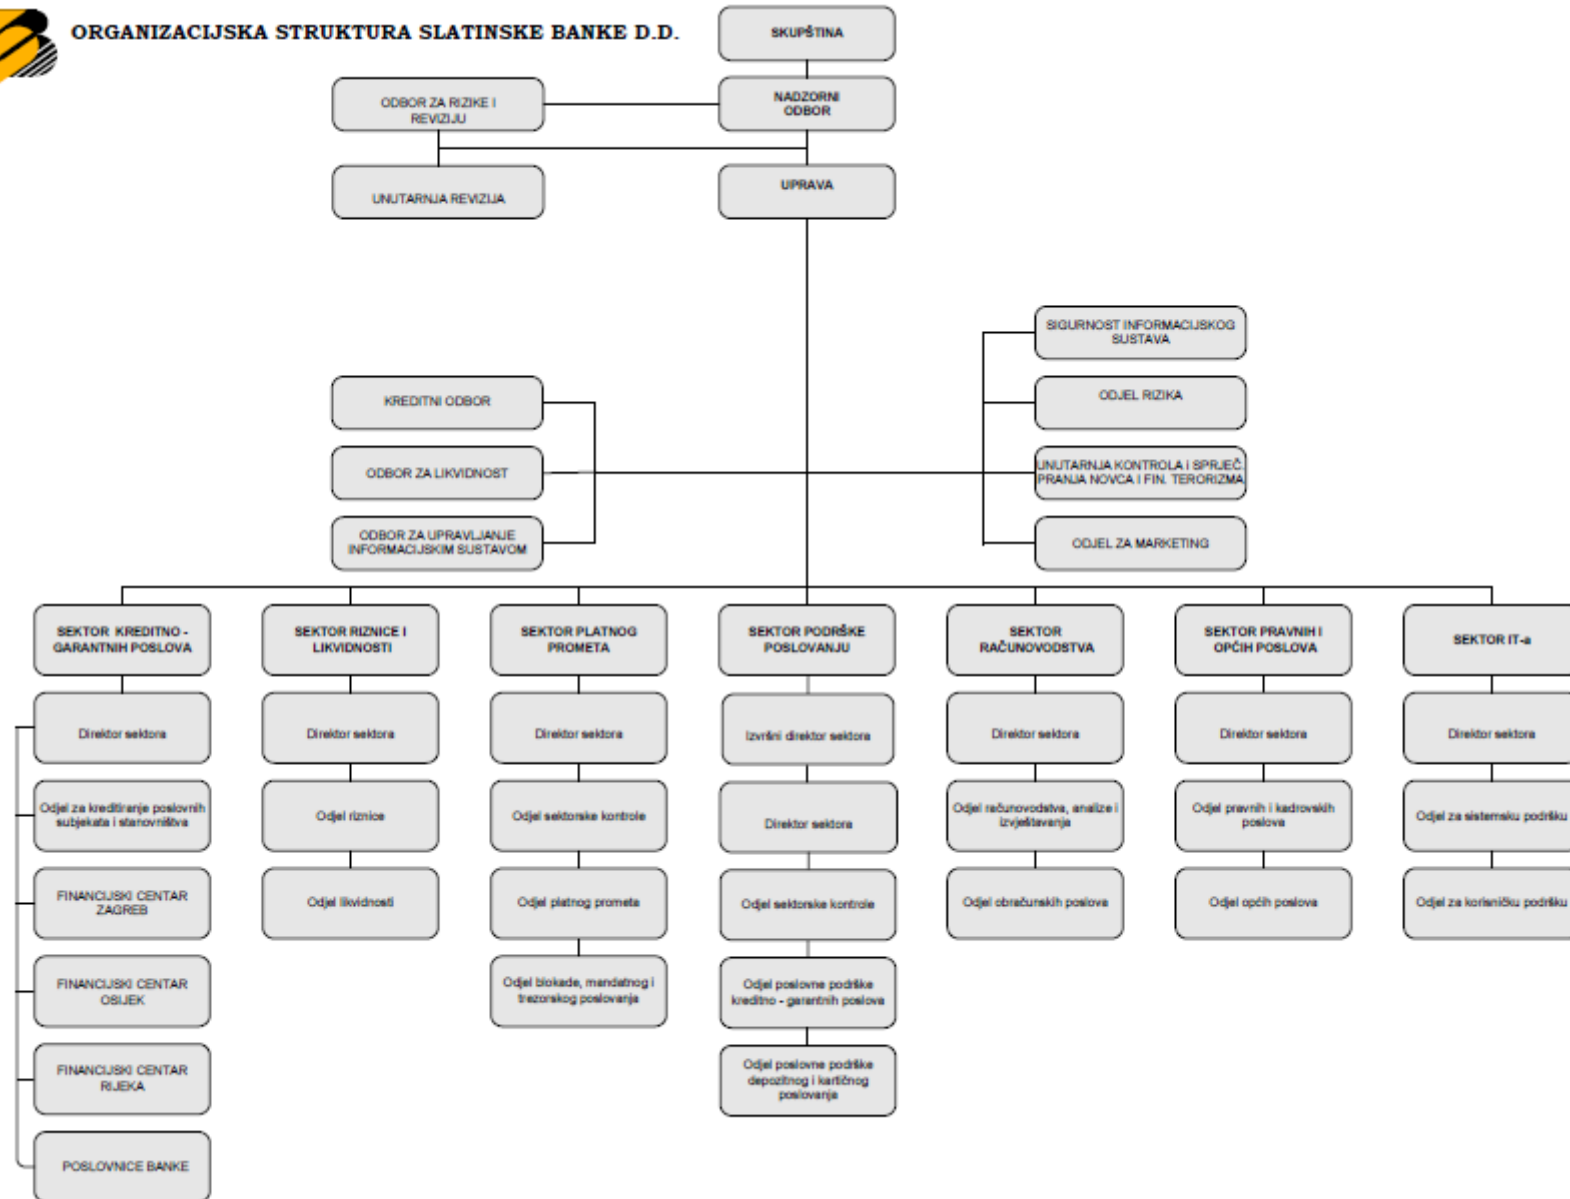 ORGANIZACIJSKA STRUKTURA SLATINSKE BANKE D.D.
SKUPŠTINA
ODBOR ZA RIZIKE I
REVIZIJU
NADZORNI
ODBOR
UNUTARNJA REVIZIJA
UPRAVA
SIGURNOST INFORMACIJSKOG
SUSTAVA
KREDITNI ODBOR
ODJEL RIZIKA
ODBOR ZA LIKVIDNOST
UNUTARNJA KONTROLA I SPRJEČ.
PRANJA NOVCA I FIN. TERORIZMA
ODBOR ZA UPRAVLJANJE
INFORMACIJSKIM SUSTAVOM
ODJEL ZA MARKETING
SEKTOR KREDITNO -
GARANTNIH POSLOVA
Direktor sektora
Odjel za kreditiranje poslovnih
subjekata i stanovništva
FINANCIJSKI CENTAR
ZAGREB
FINANCIJSKI CENTAR
OSIJEK
FINANCIJSKI CENTAR
RIJEKA
POSLOVNICE BANKE
SEKTOR RIZNICE I
LIKVIDNOSTI
Direktor sektora
Odjel riznice
Odjel likvidnosti
SEKTOR PLATNOG
PROMETA
Direktor sektora
Odjel sektorske kontrole
Odjel platnog prometa
Odjel blokade, mandatnog i
trezorskog poslovanja
SEKTOR PODRŠKE
POSLOVANJU
Izvršni direktor sektora
Direktor sektora
Odjel sektorske kontrole
Odjel poslovne podrške
kreditno - garantnih poslova
Odjel poslovne podrške
depozitnog i kartičnog
poslovanja
SEKTOR
RAČUNOVODSTVA
Direktor sektora
Odjel računovodstva, analize i
izvještavanja
Odjel obračunskih poslova
SEKTOR PRAVNIH I
OPĆIH POSLOVA
Direktor sektora
Odjel pravnih i kadrovskih
poslova
Odjel općih poslova
SEKTOR IT-a
Direktor sektora
Odjel za sistemsku podršku
Odjel za korisničku podršku